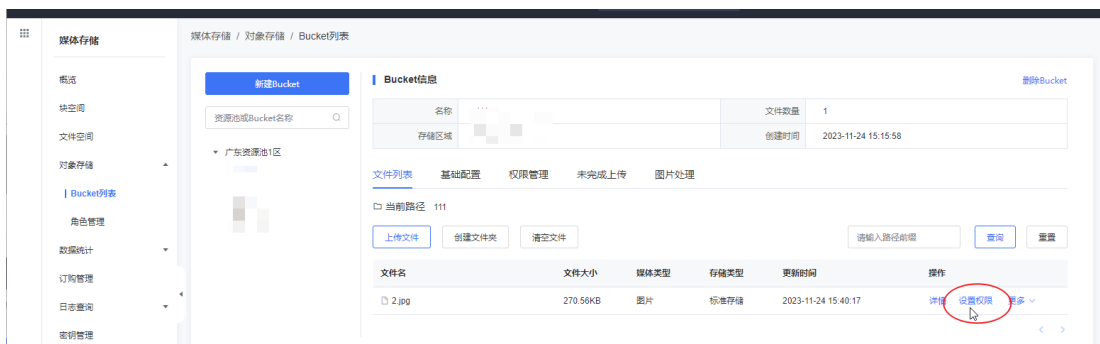 媒体存储
概览
块空间
文件空间
对象存储
Bucket列表
角色管理
数据统计
订购管理
日志查询
密钥管理
媒体存储 / 对象存储 / Bucket列表
新建Bucket
资源池或Bucket名称
广东资源池1区
Bucket信息 删除Bucket
名称 文件数量 1
存储区域 创建时间 2023-11-24 15:15:58
文件列表 基础配置 权限管理 未完成上传 图片处理
当前路径 111
上传文件 创建文件夹 清空文件 请输入路径前缀 查询 重置
文件名 文件大小 媒体类型 存储类型 更新时间 操作
2.jpg 270.56KB 图片 标准存储 2023-11-24 15:40:17 详情 设置权限 更多